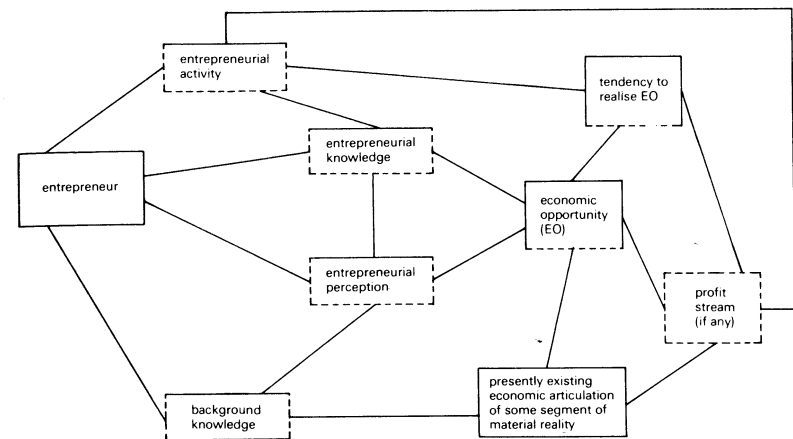 entrepreneurial
activity
tendency to
realise EO
entrepreneurial
knowledge
entrepreneur
economic
opportunity
(EO)
entrepreneurial
perception
profit
stream
(if any)
presently existing
economic articulation
of some segment of
material reality
background
knowledge